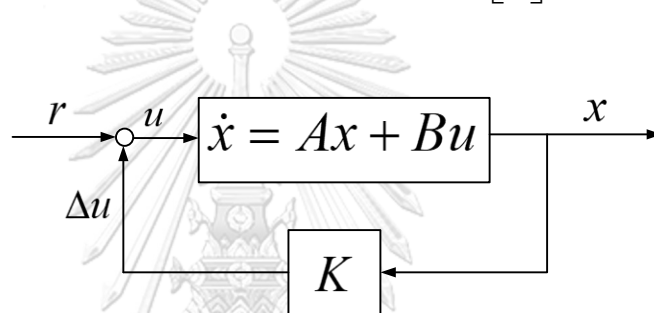 r
u
ẋ = Ax + Bu
x
Δu
K